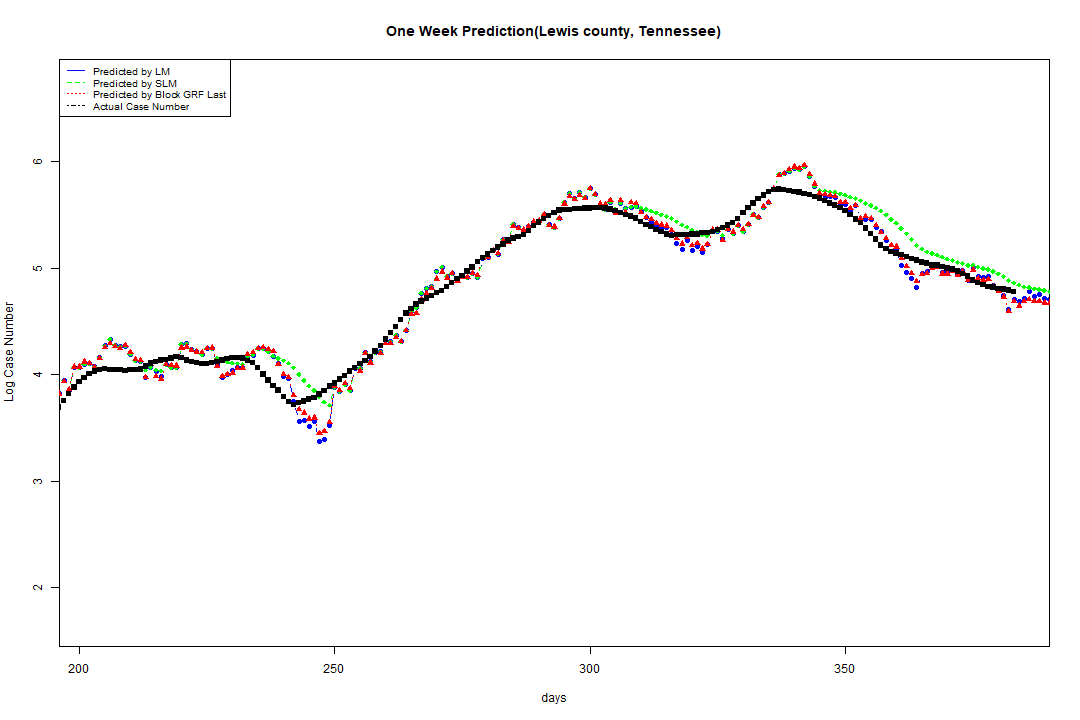 One Week Prediction(Lewis county, Tennessee)
Predicted by LM
Predicted by SLM
Predicted by Block GRF Last
Actual Case Number
6
5
4
3
2
Log Case Number
200 250 300 350
days